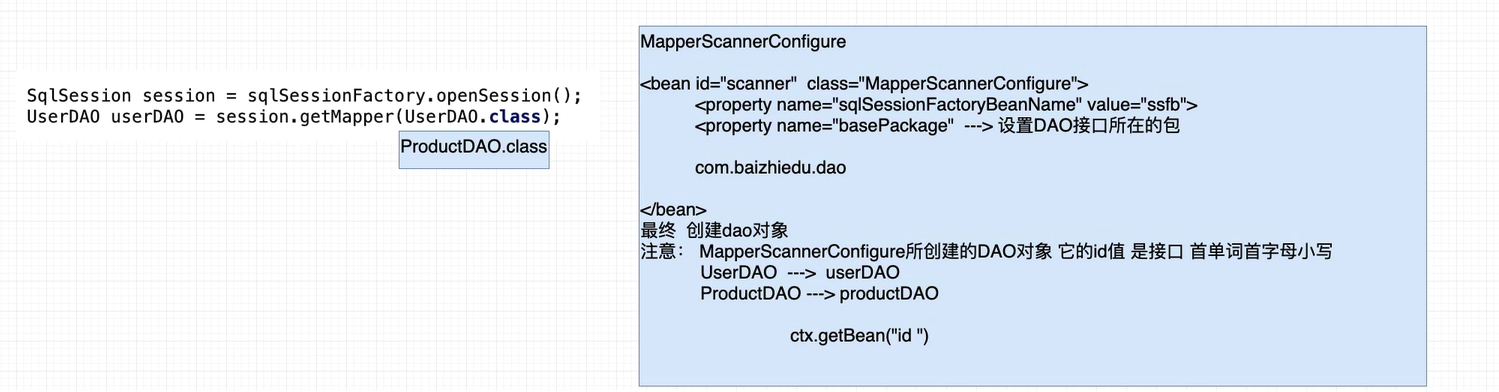 SqlSession session = sqlSessionFactory.openSession();
UserDAO userDAO = session.getMapper(UserDAO.class);
ProductDAO.class
MapperScannerConfigure
<bean id="scanner"  class="MapperScannerConfigure">
<property name="sqlSessionFactoryBeanName" value="ssfb">
<property name="basePackage"  ---> 设置DAO接口所在的包
com.baizhiedu.dao
</bean>
最终  创建dao对象
注意：  MapperScannerConfigure所创建的DAO对象 它的id值 是接口 首单词首字母小写
UserDAO  --->  userDAO
ProductDAO ---> productDAO
ctx.getBean("id ")